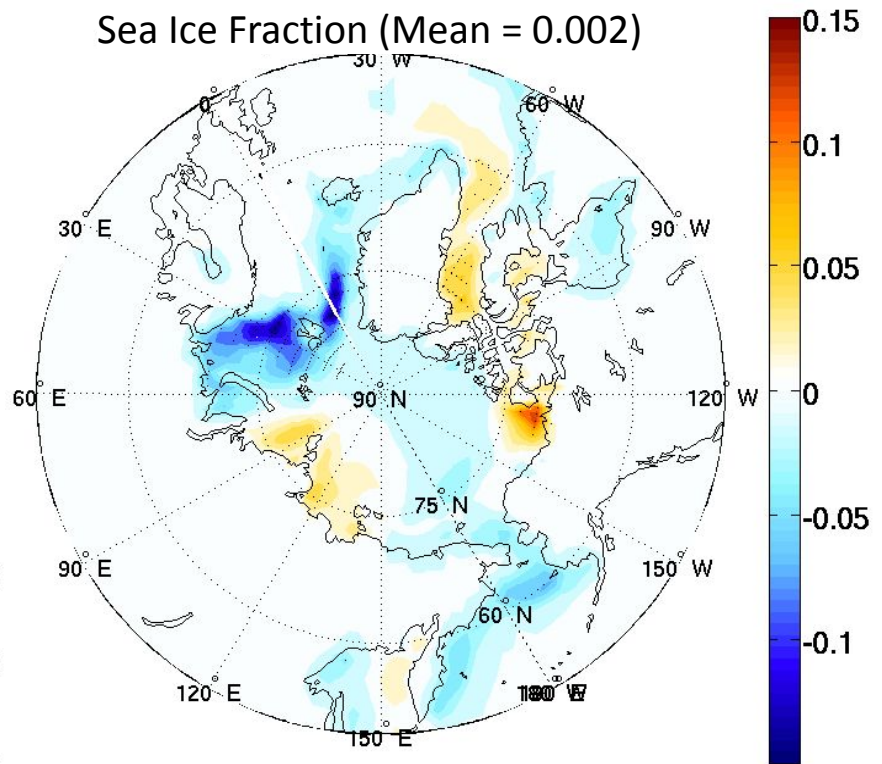 Sea Ice Fraction (Mean = 0.002)
30 W
0
60 W
30 E
90 W
60 E
90 N
120 W
75 N
90 E
150 W
60 N
120 E
150 E
0.15
0.1
0.05
0
-0.05
-0.1